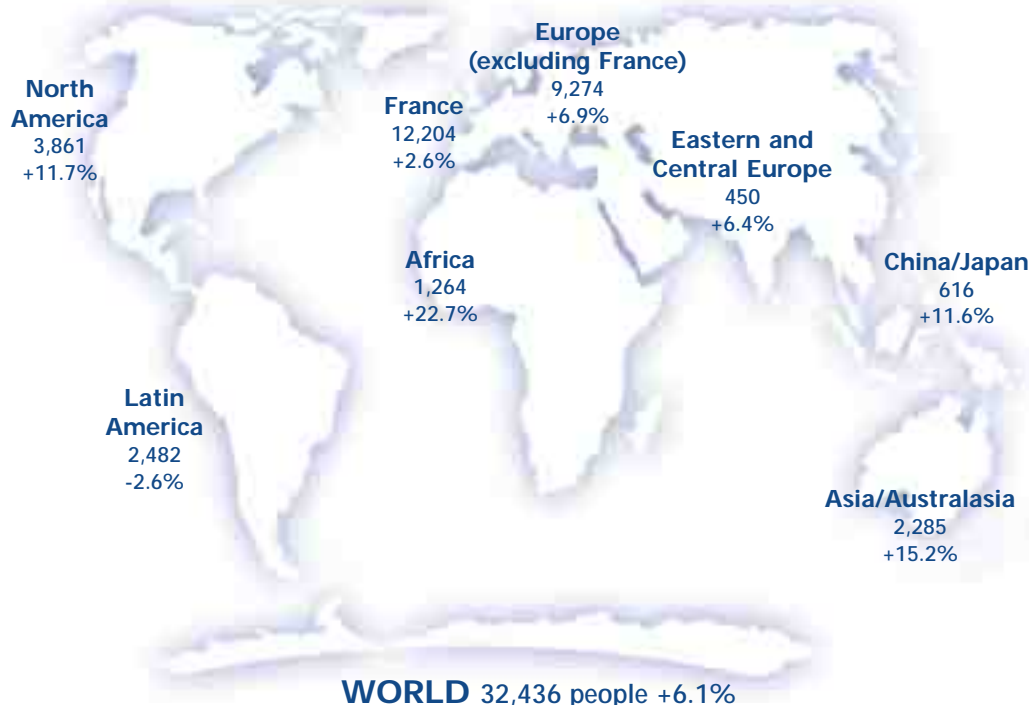 Europe
(excluding France)
9,274
+6.9%
North
America
3,861
+11.7%
France
12,204
+2.6%
Eastern and
Central Europe
450
+6.4%
Africa
1,264
+22.7%
China/Japan
616
+11.6%
Latin
America
2,482
-2.6%
Asia/Australasia
2,285
+15.2%
WORLD 32,436 people +6.1%